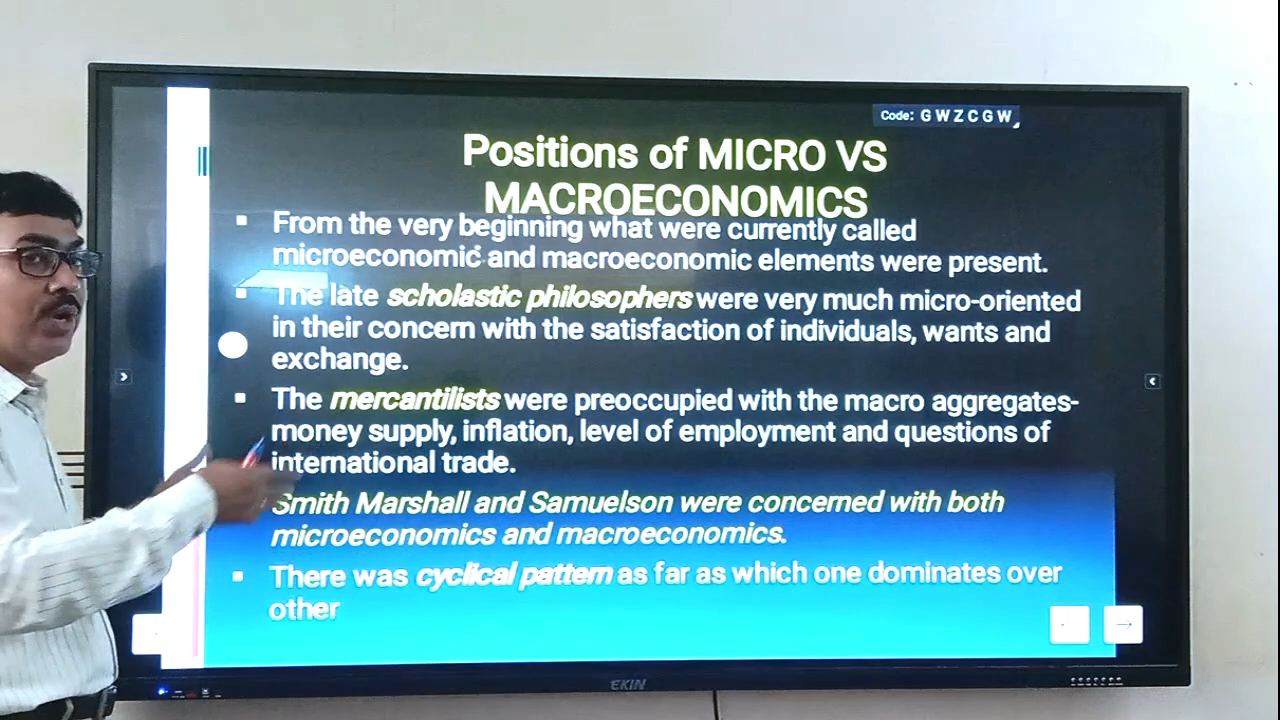 Code: GWZCGW
Positions of MICRO VS
MACROECONOMICS
▪ From the very beginning what were currently called
microeconomic and macroeconomic elements were present.
▪ The late scholastic philosophers were very much micro-oriented
in their concern with the satisfaction of individuals, wants and
exchange.
▪ The mercantilists were preoccupied with the macro aggregates-
money supply, inflation, level of employment and questions of
international trade.
Smith Marshall and Samuelson were concerned with both
microeconomics and macroeconomics.
▪ There was cyclical pattern as far as which one dominates over
other
EKIN